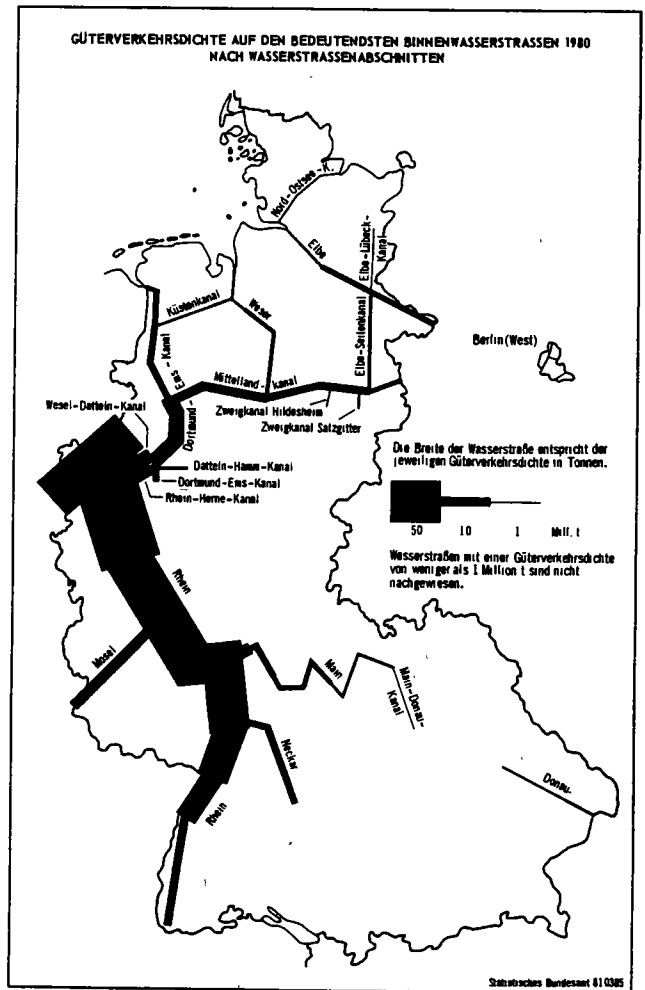 GÜTERVERKEHRSDICHTE AUF DEN BEDEUTENDSTEN BINNENWASSERSTRASSEN 1980
NACH WASSERSTRASSENABSCHNITTEN
Nord-Ostsee-K.
Elbe
Elbe-Lübeck-
Kanal
Küstenkanal
Weser
Elbe-Seitenkanal
Berlin(West)
Dortmund-Ems-Kanal
Mittelland-kanal
Wesel-Datteln-Kanal
Zweigkanal Hildesheim
Zweigkanal Salzgitter
Datteln-Hamm-Kanal
Dortmund-Ems-Kanal
Rhein-Herne-Kanal
Die Breite der Wasserstraße entspricht der
jeweiligen Güterverkehrsdichte in Tonnen.
50 10 1 Mill. t
Wasserstraßen mit einer Güterverkehrsdichte
von weniger als 1 Million t sind nicht
nachgewiesen.
Rhein
Mosel
Main
Main-Donau-
Kanal
Neckar
Donau-
Rhein
Statistisches Bundesamt 810385